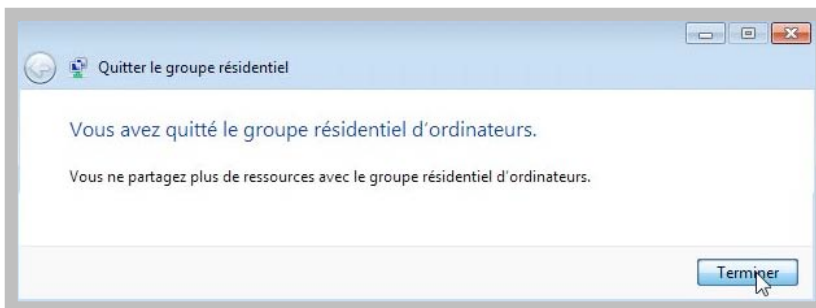 Quitter le groupe résidentiel
Vous avez quitté le groupe résidentiel d'ordinateurs.
Vous ne partagez plus de ressources avec le groupe résidentiel d'ordinateurs.
Terminer